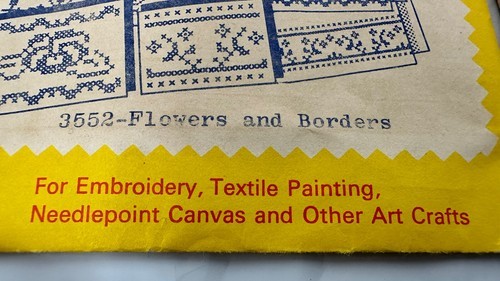 3552-Flowers and Borders
For Embroidery, Textile Painting,
Needlepoint Canvas and Other Art Crafts